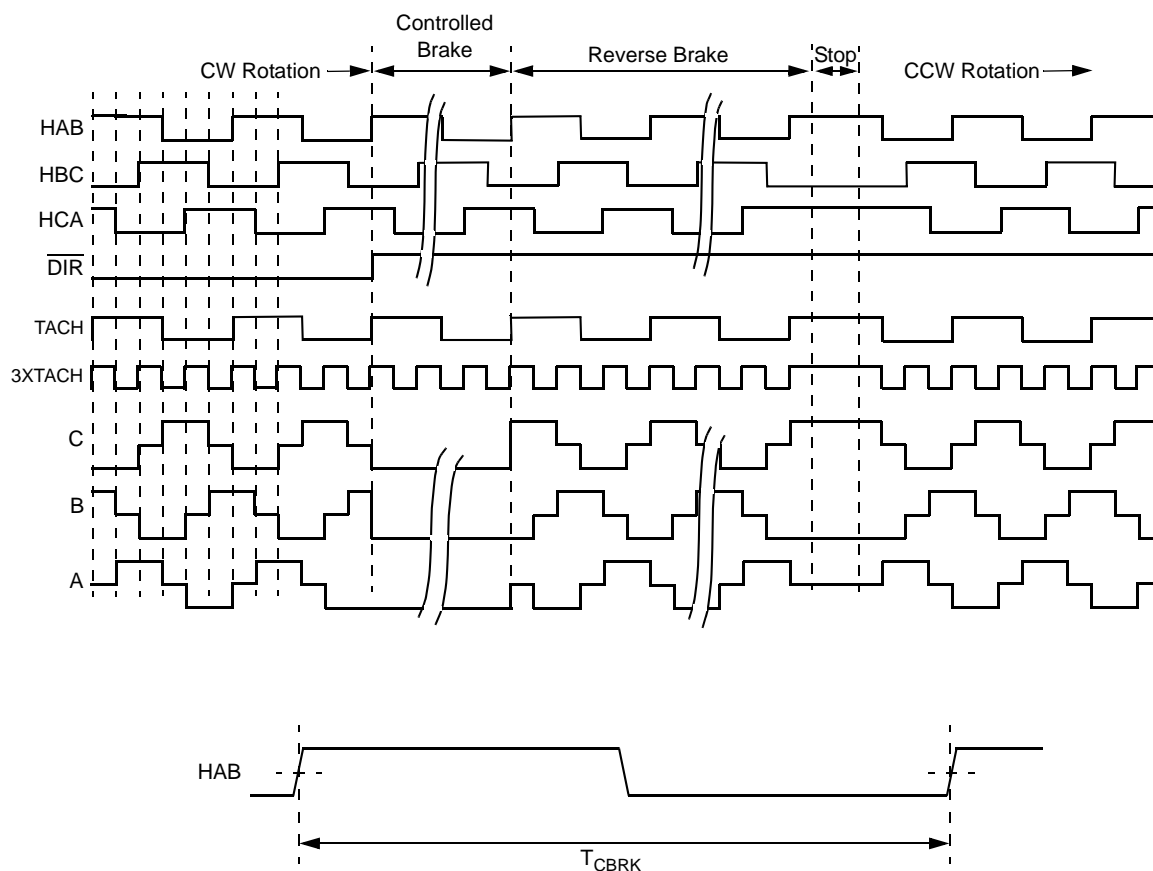 Controlled
Brake
CW Rotation
Reverse Brake
Stop
CCW Rotation
HAB
HBC
HCA
DIR
TACH
3XTACH
C
B
A
HAB
TCBRK